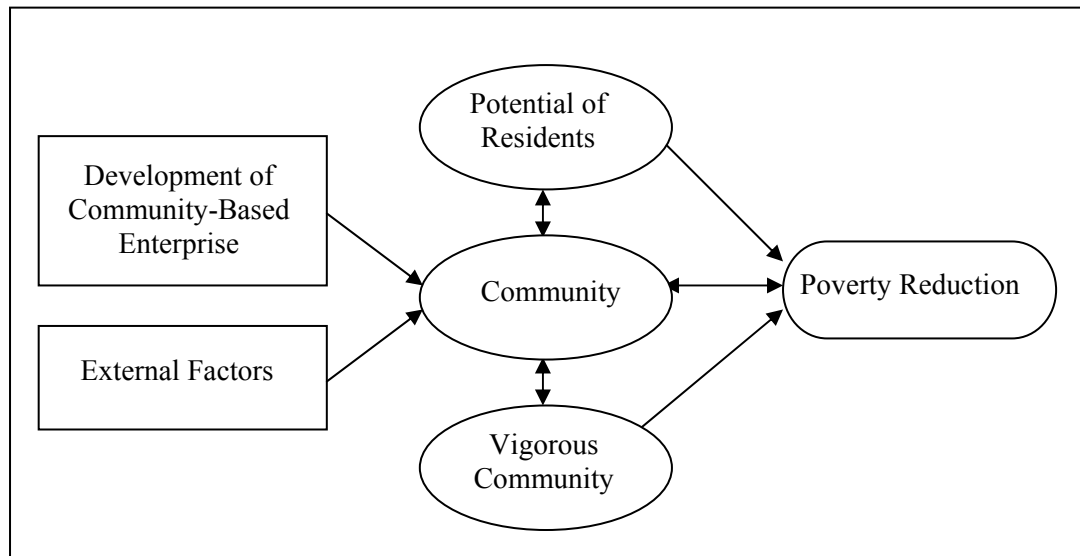 Potential of
Residents
Development of
Community-Based
Enterprise
Community
Poverty Reduction
External Factors
Vigorous
Community